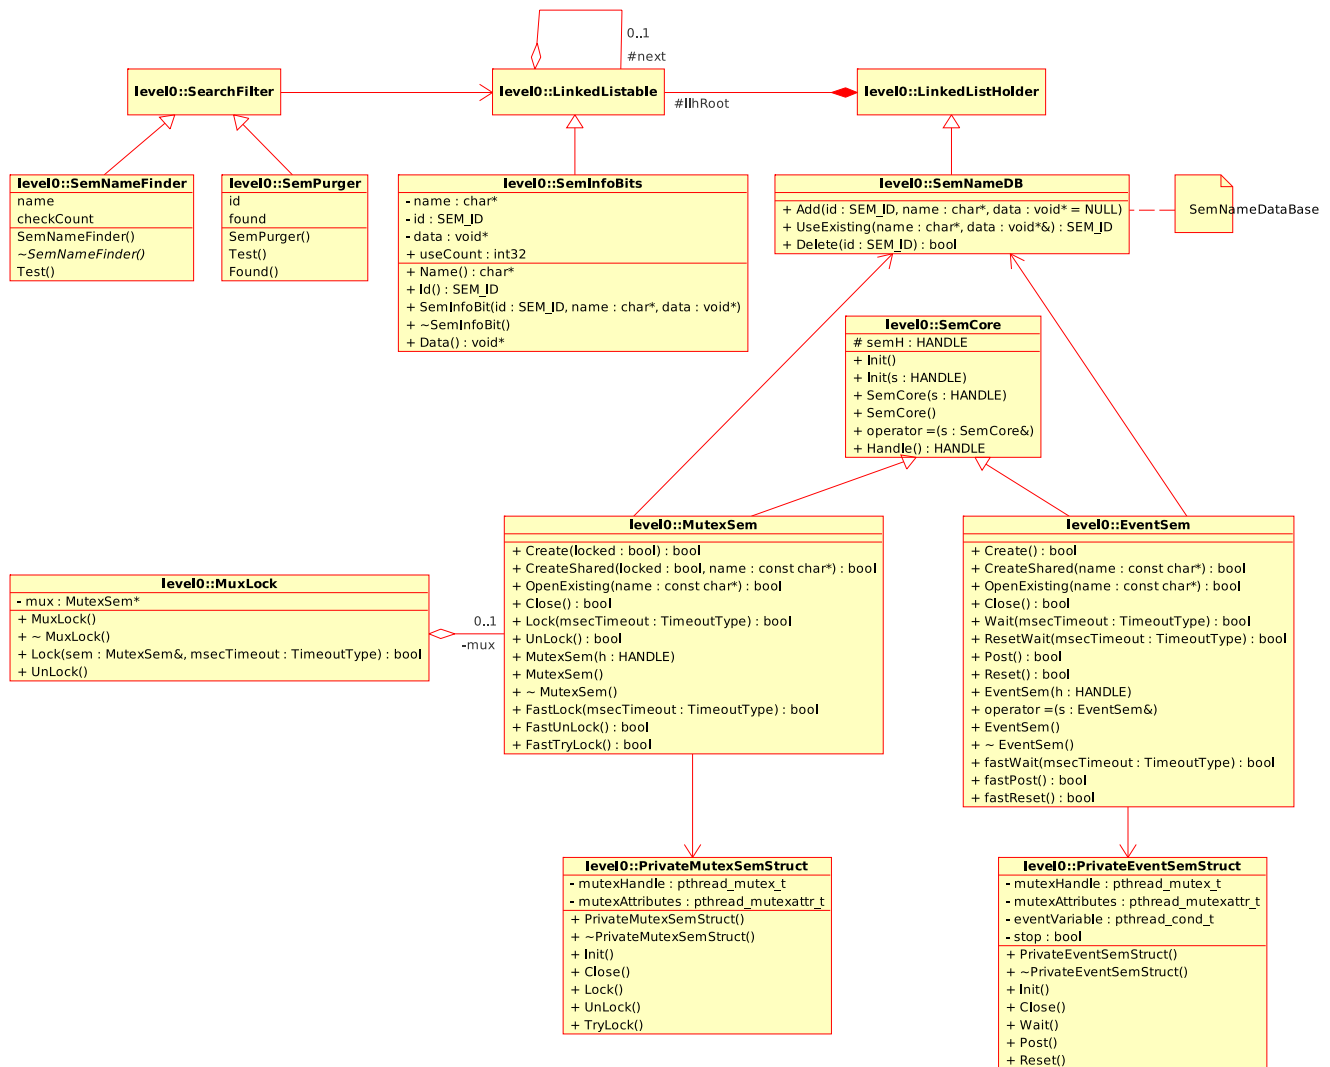 0..1
#next
level0::SearchFilter
level0::LinkedListable
level0::LinkedListHolder
#llhRoot
level0::SemNameFinder
name
checkCount
SemNameFinder()
~SemNameFinder()
Test()
level0::SemPurger
id
found
SemPurger()
Test()
Found()
level0::SemInfoBits
- name : char*
- id : SEM_ID
- data : void*
+ useCount : int32
+ Name() : char*
+ Id() : SEM_ID
+ SemInfoBit(id : SEM_ID, name : char*, data : void*)
+ ~SemInfoBit()
+ Data() : void*
level0::SemNameDB
+ Add(id : SEM_ID, name : char*, data : void* = NULL)
+ UseExisting(name : char*, data : void*&) : SEM_ID
+ Delete(id : SEM_ID) : bool
SemNameDataBase
level0::SemCore
# semH : HANDLE
+ Init()
+ Init(s : HANDLE)
+ SemCore(s : HANDLE)
+ SemCore()
+ operator =(s : SemCore&)
+ Handle() : HANDLE
level0::MuxLock
- mux : MutexSem*
+ MuxLock()
+ ~ MuxLock()
+ Lock(sem : MutexSem&, msecTimeout : TimeoutType) : bool
+ UnLock()
0..1
-mux
level0::MutexSem
+ Create(locked : bool) : bool
+ CreateShared(locked : bool, name : const char*) : bool
+ OpenExisting(name : const char*) : bool
+ Close() : bool
+ Lock(msecTimeout : TimeoutType) : bool
+ UnLock() : bool
+ MutexSem(h : HANDLE)
+ MutexSem()
+ ~ MutexSem()
+ FastLock(msecTimeout : TimeoutType) : bool
+ FastUnLock() : bool
+ FastTryLock() : bool
level0::EventSem
+ Create() : bool
+ CreateShared(name : const char*) : bool
+ OpenExisting(name : const char*) : bool
+ Close() : bool
+ Wait(msecTimeout : TimeoutType) : bool
+ ResetWait(msecTimeout : TimeoutType) : bool
+ Post() : bool
+ Reset() : bool
+ EventSem(h : HANDLE)
+ operator =(s : EventSem&)
+ EventSem()
+ ~ EventSem()
+ fastWait(msecTimeout : TimeoutType) : bool
+ fastPost() : bool
+ fastReset() : bool
level0::PrivateMutexSemStruct
- mutexHandle : pthread_mutex_t
- mutexAttributes : pthread_mutexattr_t
+ PrivateMutexSemStruct()
+ ~PrivateMutexSemStruct()
+ Init()
+ Close()
+ Lock()
+ UnLock()
+ TryLock()
level0::PrivateEventSemStruct
- mutexHandle : pthread_mutex_t
- mutexAttributes : pthread_mutexattr_t
- eventVariable : pthread_cond_t
- stop : bool
+ PrivateEventSemStruct()
+ ~PrivateEventSemStruct()
+ Init()
+ Close()
+ Wait()
+ Post()
+ Reset()